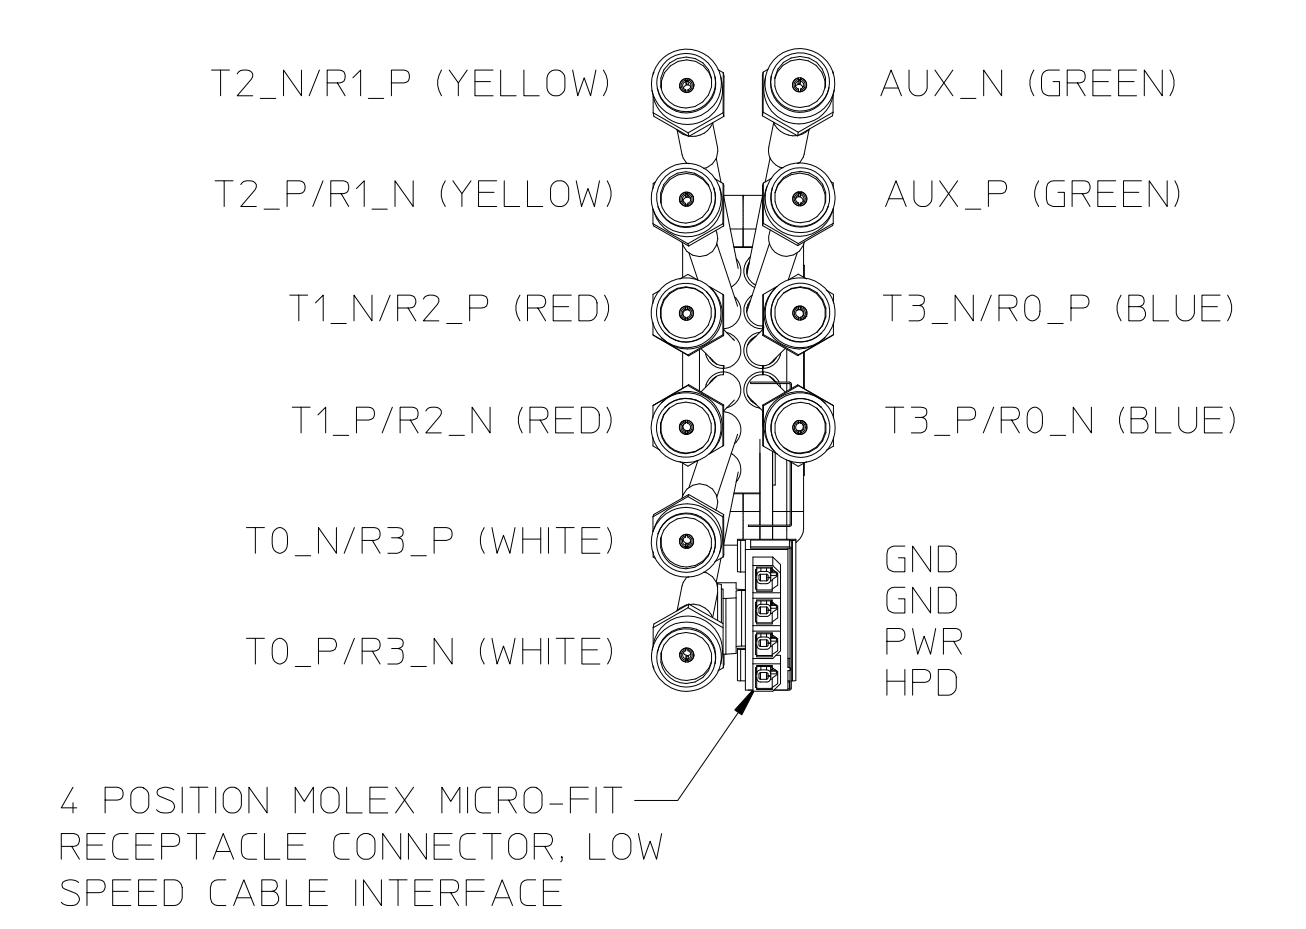 T2_N/R1_P (YELLOW)
AUX_N (GREEN)
T2_P/R1_N (YELLOW)
AUX_P (GREEN)
T1_N/R2_P (RED)
T3_N/R0_P (BLUE)
T1_P/R2_N (RED)
T3_P/R0_N (BLUE)
T0_N/R3_P (WHITE)
GND
GND
PWR
T0_P/R3_N (WHITE)
HPD
4 POSITION MOLEX MICRO-FIT
RECEPTACLE CONNECTOR, LOW
SPEED CABLE INTERFACE